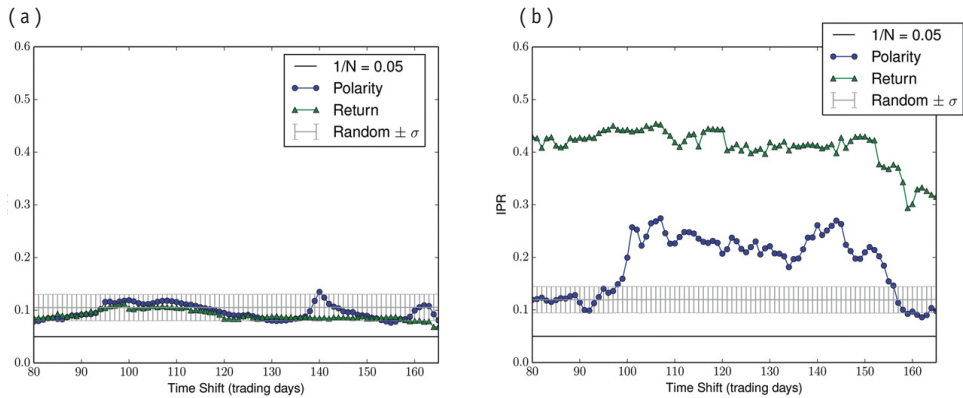 (a)
0.6
0.5
0.4
0.3
0.2
0.1
0.0
80 90 100 110 120 130 140 150 160
Time Shift (trading days)
1/N = 0.05
Polarity
Return
Random ± σ
(b)
0.6
0.5
0.4
0.3
0.2
0.1
0.0
IPR
80 90 100 110 120 130 140 150 160
Time Shift (trading days)
1/N = 0.05
Polarity
Return
Random ± σ